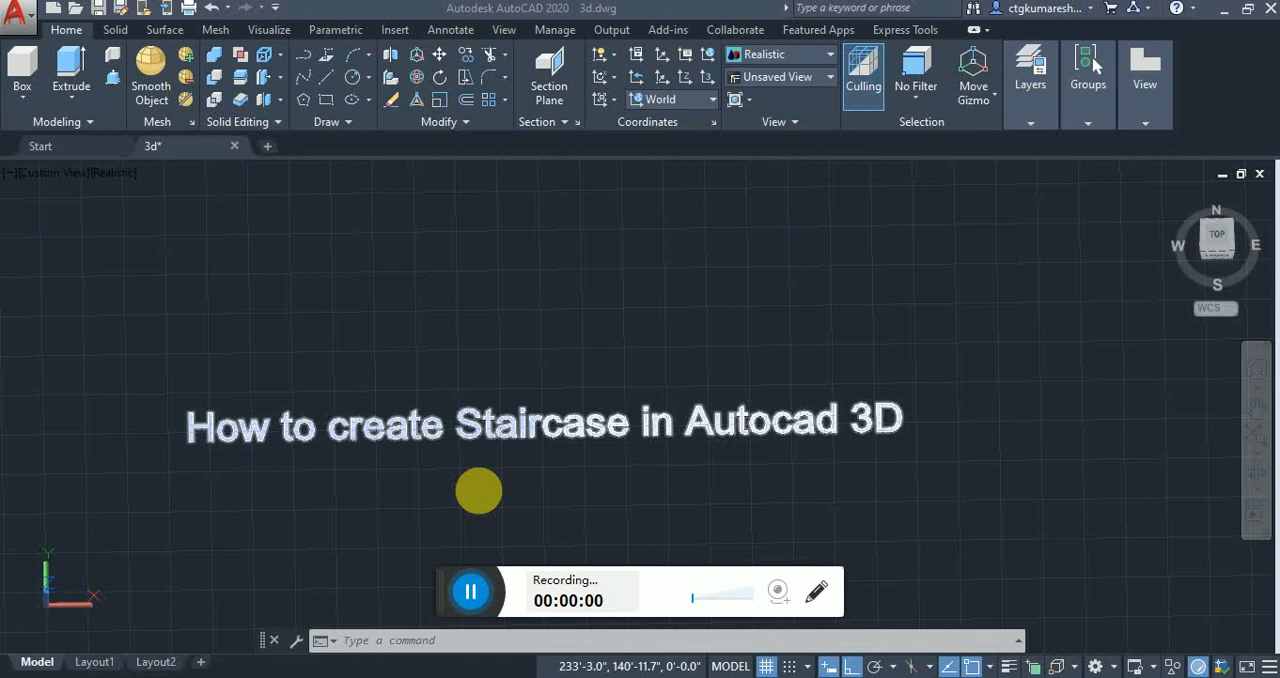 Autodesk AutoCAD 2020 3d.dwg
Type a keyword or phrase
ctgkumaresh...
Home Solid Surface Mesh Visualize Parametric Insert Annotate View Manage Output Add-ins Collaborate Featured Apps Express Tools
Box
Extrude
Smooth
Object
Section
Plane
Realistic
Unsaved View
World
Culling
No Filter
Move
Gizmo
Layers
Groups
View
Modeling
Mesh
Solid Editing
Draw
Modify
Section
Coordinates
View
Selection
Start
3d*
[−][Custom View][Realistic]
N
W
TOP
FRONT
E
S
WCS
How to create Staircase in Autocad 3D
Recording...
00:00:00
Y
Z
X
Type a command
Model Layout1 Layout2
233'-3.0", 140'-11.7", 0'-0.0" MODEL